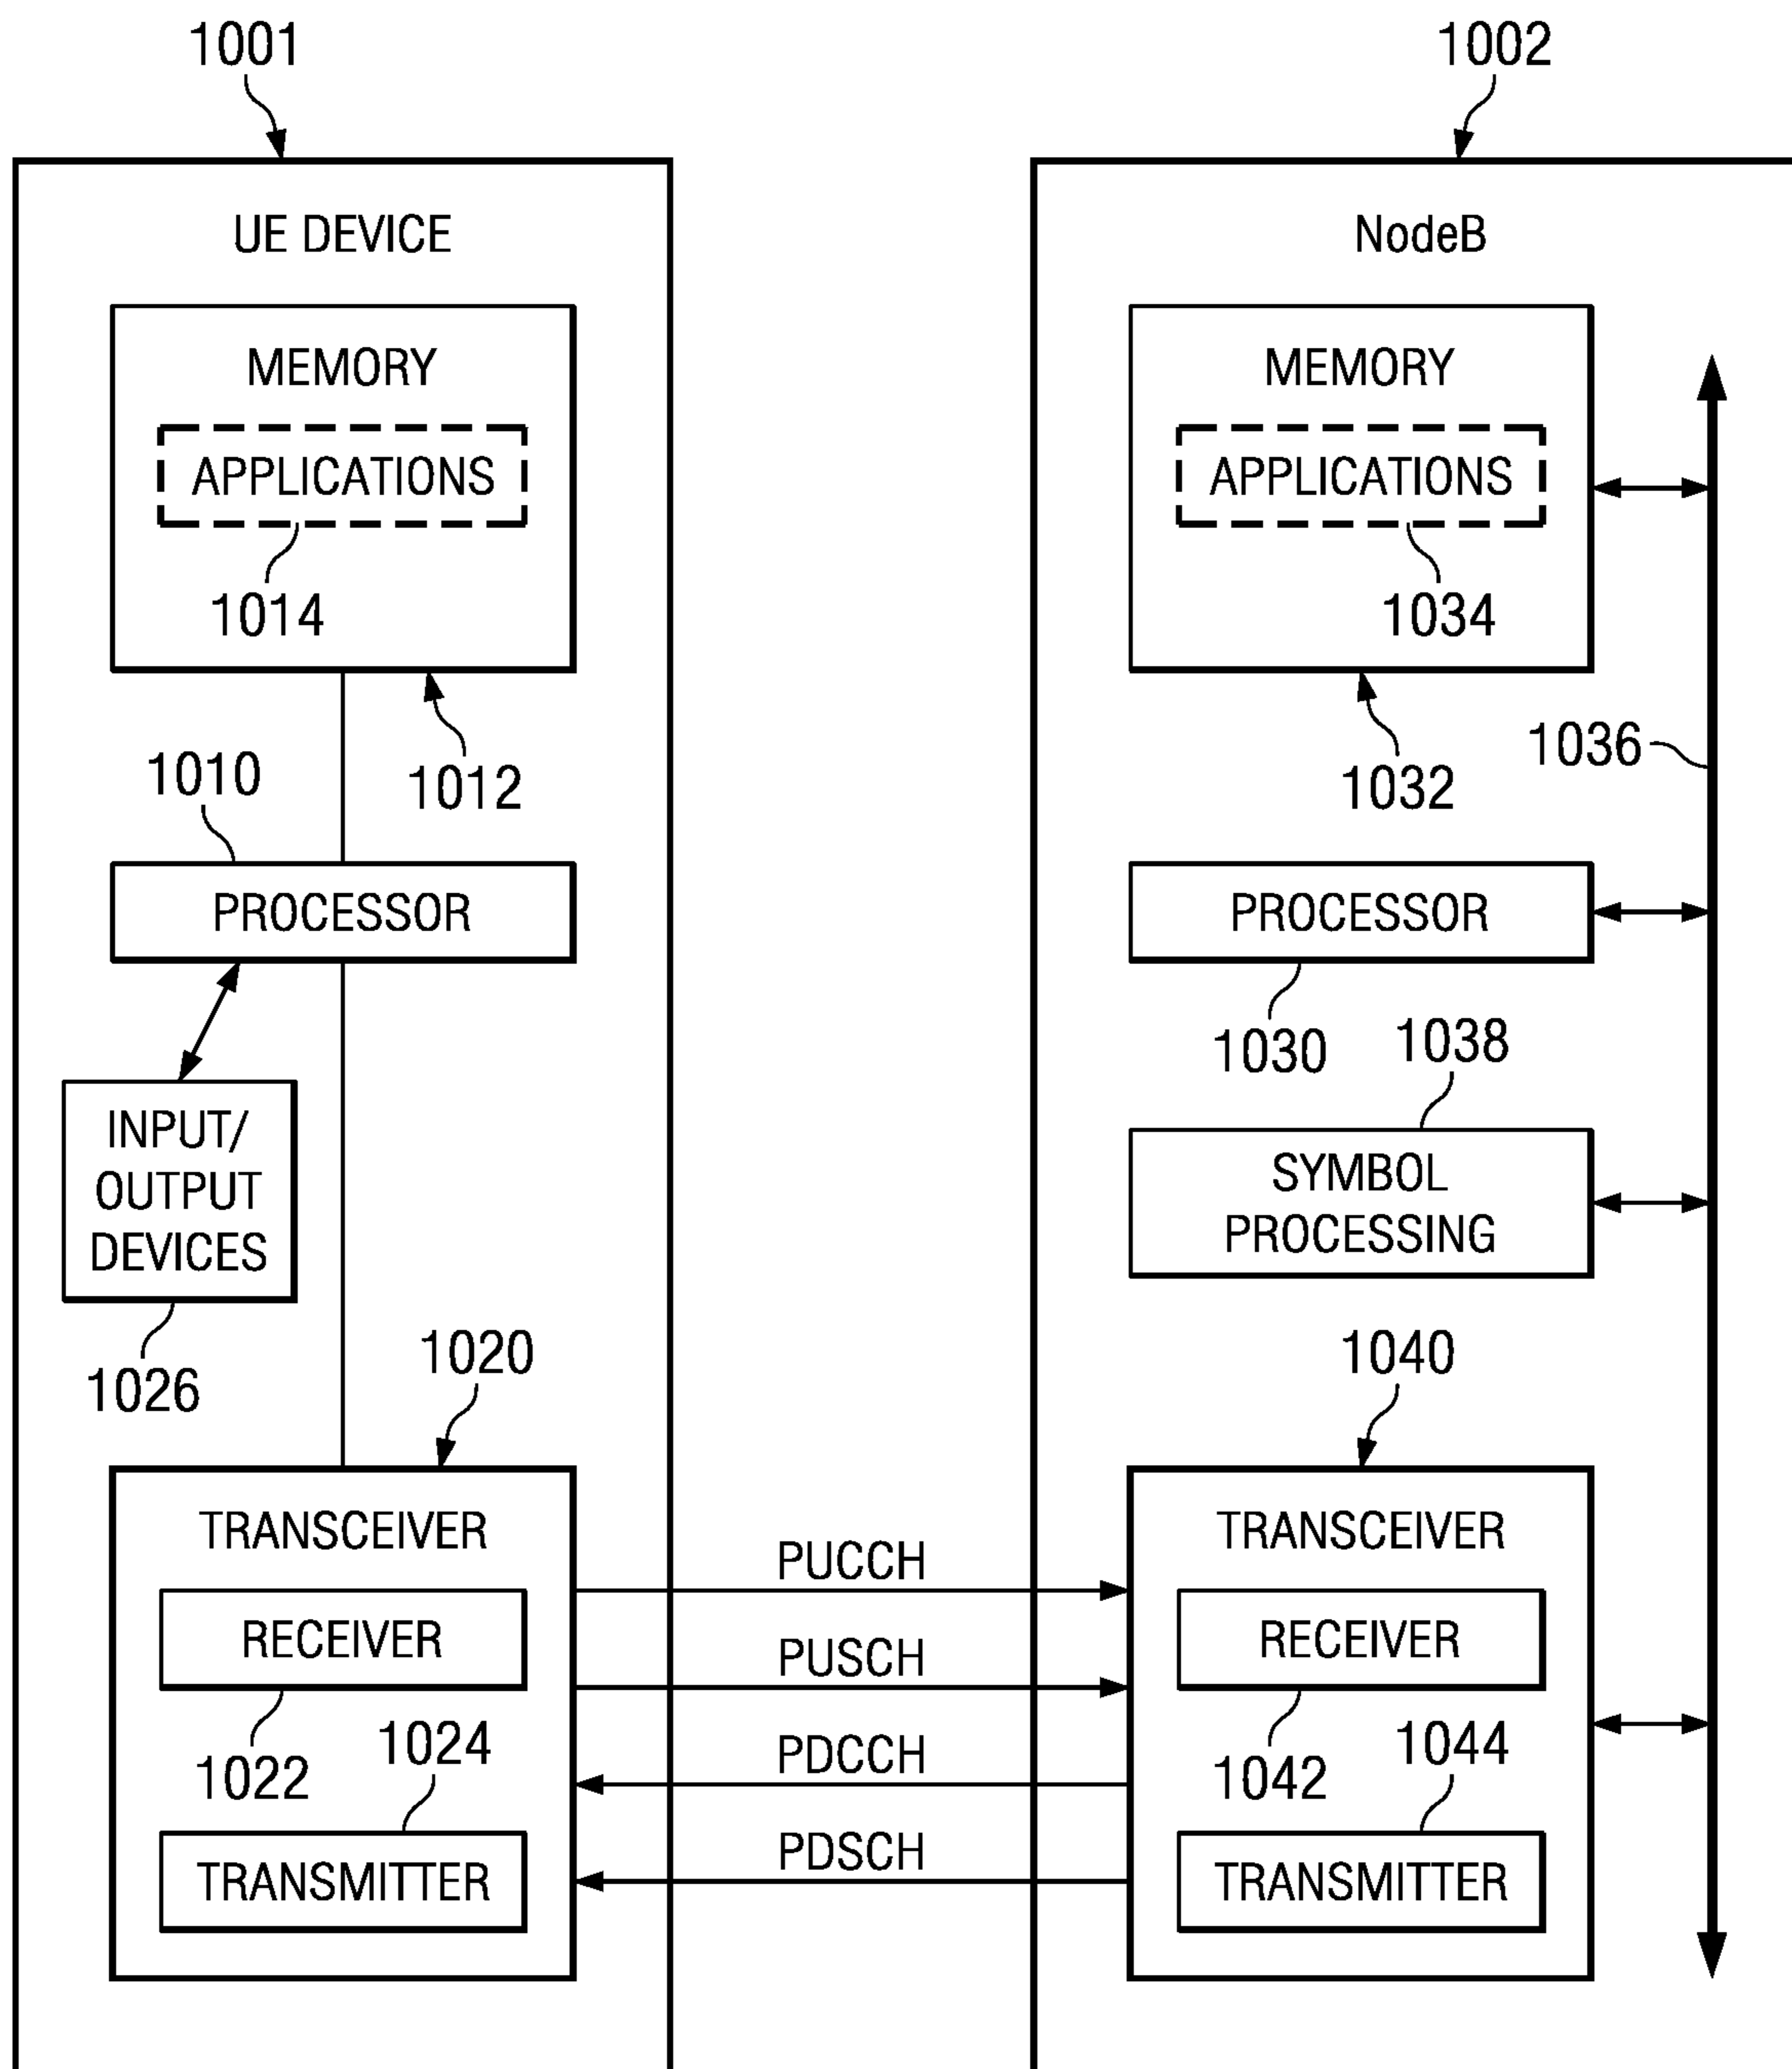 1001
1002
UE DEVICE
NodeB
MEMORY
APPLICATIONS
1014
1012
MEMORY
APPLICATIONS
1034
1032
1036
1010
PROCESSOR
PROCESSOR
1030
1038
INPUT/
OUTPUT
DEVICES
1026
SYMBOL
PROCESSING
1020
1040
TRANSCEIVER
RECEIVER
1022
1024
TRANSMITTER
PUCCH
PUSCH
PDCCH
PDSCH
TRANSCEIVER
RECEIVER
1042
1044
TRANSMITTER